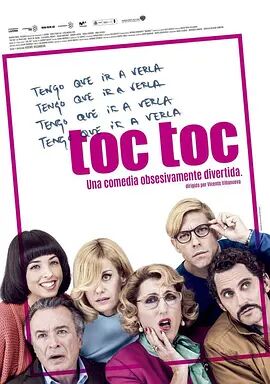 TENGO QUE IR A VERLA
TENGO QUE IR A VERLA
TENGO QUE IR A VERLA
TENGO QUE IR A VERLA
toc toc
Una comedia obsesivamente divertida.
dirigida por Vicente Villanueva